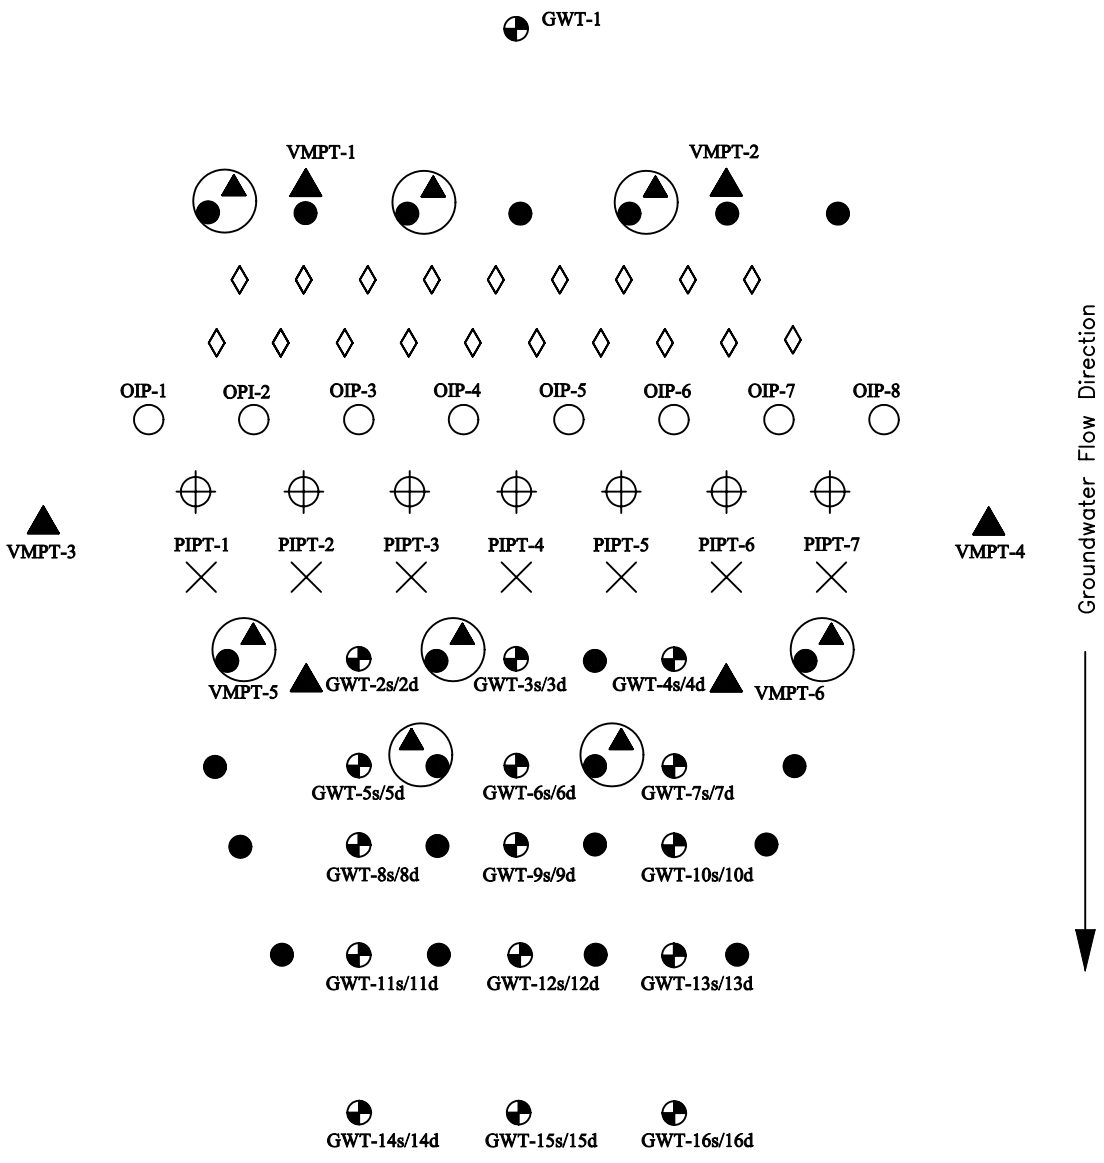 GWT-1
VMPT-1
VMPT-2
OIP-1
OPI-2
OIP-3
OIP-4
OIP-5
OIP-6
OIP-7
OIP-8
Groundwater Flow Direction
VMPT-3
PIPT-1
PIPT-2
PIPT-3
PIPT-4
PIPT-5
PIPT-6
PIPT-7
VMPT-4
VMPT-5
GWT-2s/2d
GWT-3s/3d
GWT-4s/4d
VMPT-6
GWT-5s/5d
GWT-6s/6d
GWT-7s/7d
GWT-8s/8d
GWT-9s/9d
GWT-10s/10d
GWT-11s/11d
GWT-12s/12d
GWT-13s/13d
GWT-14s/14d
GWT-15s/15d
GWT-16s/16d